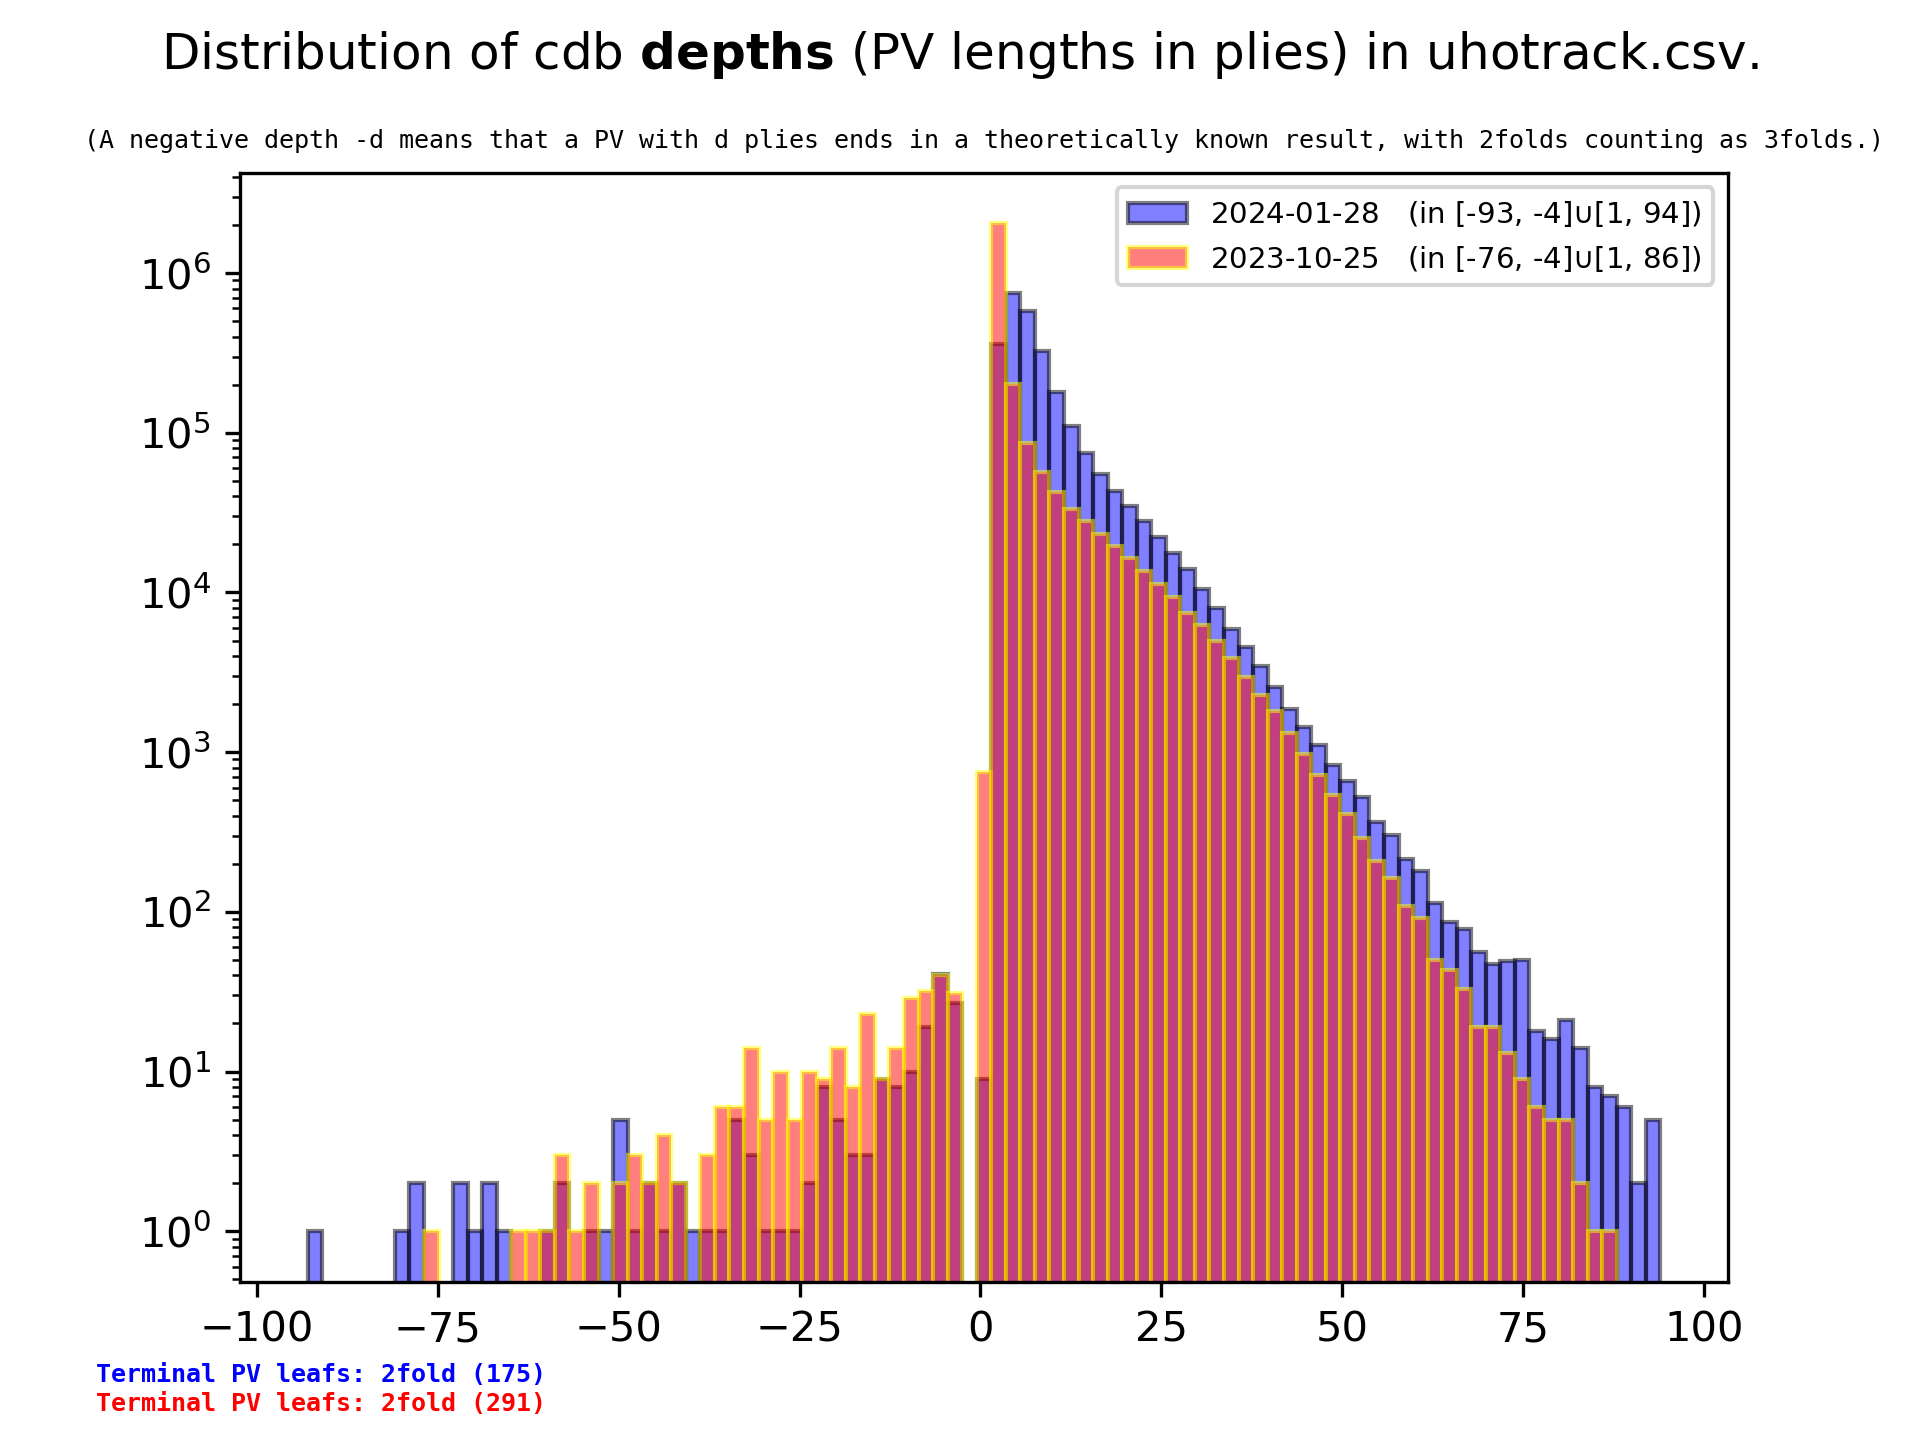 Distribution of cdb depths (PV lengths in plies) in uhotrack.csv.
(A negative depth -d means that a PV with d plies ends in a theoretically known result, with 2folds counting as 3folds.)
2024-01-28 (in [-93, -4]∪[1, 94])
2023-10-25 (in [-76, -4]∪[1, 86])
10⁶
10⁵
10⁴
10³
10²
10¹
10⁰
−100 −75 −50 −25 0 25 50 75 100
Terminal PV leafs: 2fold (175)
Terminal PV leafs: 2fold (291)